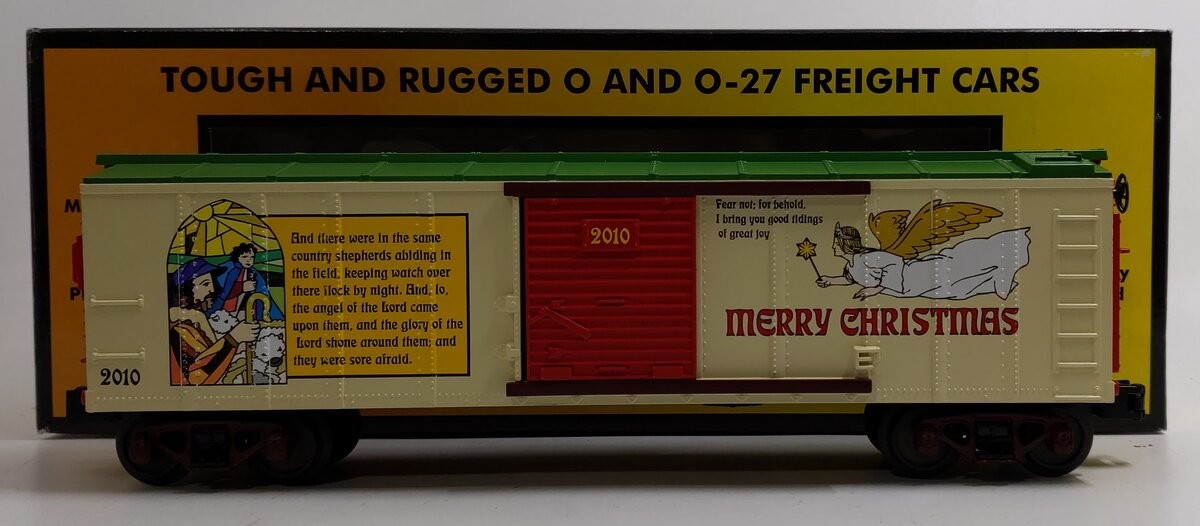 TOUGH AND RUGGED O AND O-27 FREIGHT CARS
And there were in the same
country shepherds abiding in
the field, keeping watch over
there flock by night. And, lo,
the angel of the Lord came
upon them, and the glory of the
Lord shone around them; and
they were sore afraid.
2010
2010
Fear not; for behold,
I bring you good tidings
of great joy
MERRY CHRISTMAS